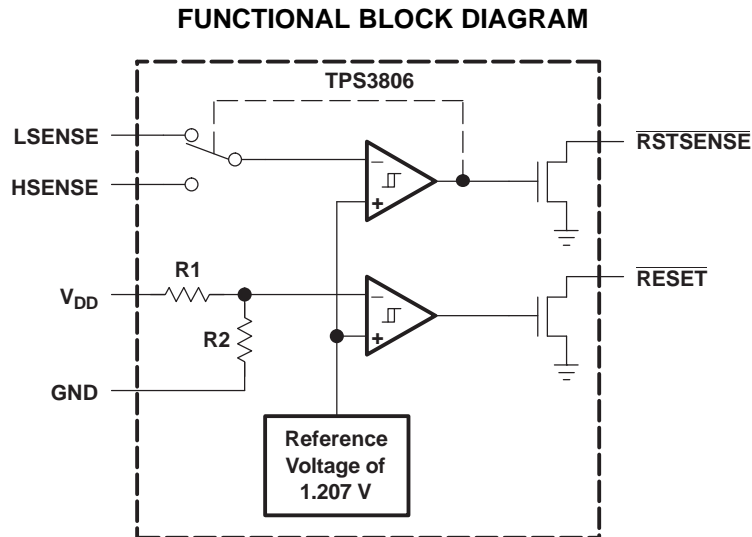 FUNCTIONAL BLOCK DIAGRAM
TPS3806
LSENSE
HSENSE
RSTSENSE
−
+
R1
VDD
R2
GND
RESET
−
+
Reference
Voltage of
1.207 V